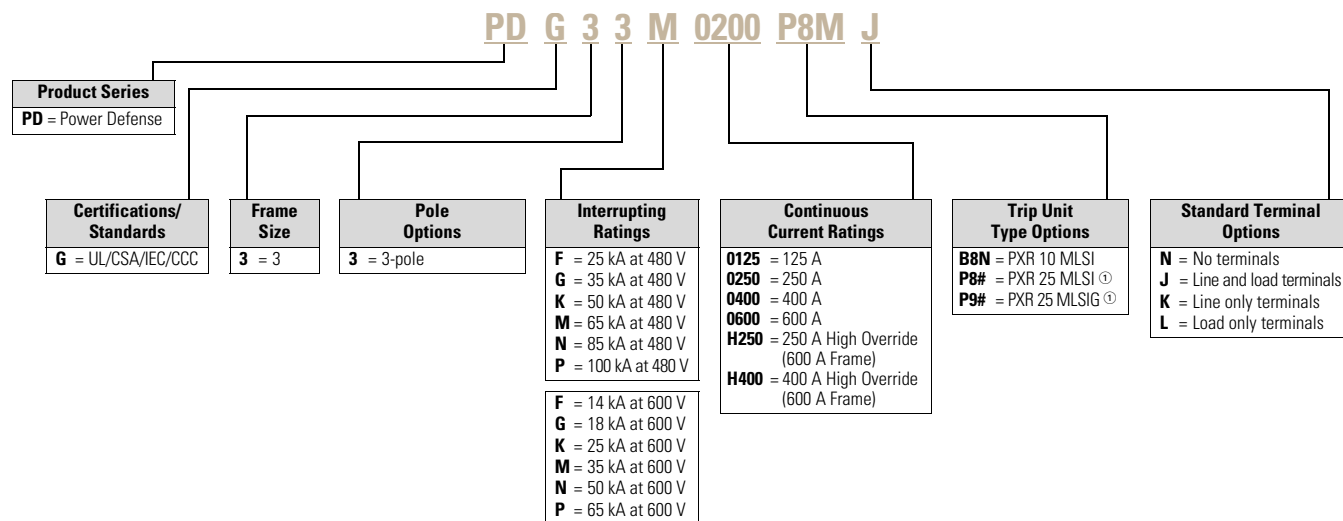 PD G 3 3 M 0200 P8M J
Product Series
PD = Power Defense
Certifications/
Standards
G = UL/CSA/IEC/CCC
Frame
Size
3 = 3
Pole
Options
3 = 3-pole
Interrupting
Ratings
F = 25 kA at 480 V
G = 35 kA at 480 V
K = 50 kA at 480 V
M = 65 kA at 480 V
N = 85 kA at 480 V
P = 100 kA at 480 V
F = 14 kA at 600 V
G = 18 kA at 600 V
K = 25 kA at 600 V
M = 35 kA at 600 V
N = 50 kA at 600 V
P = 65 kA at 600 V
Continuous
Current Ratings
0125 = 125 A
0250 = 250 A
0400 = 400 A
0600 = 600 A
H250 = 250 A High Override
(600 A Frame)
H400 = 400 A High Override
(600 A Frame)
Trip Unit
Type Options
B8N = PXR 10 MLSI
P8# = PXR 25 MLSI ①
P9# = PXR 25 MLSIG ①
Standard Terminal
Options
N = No terminals
J = Line and load terminals
K = Line only terminals
L = Load only terminals